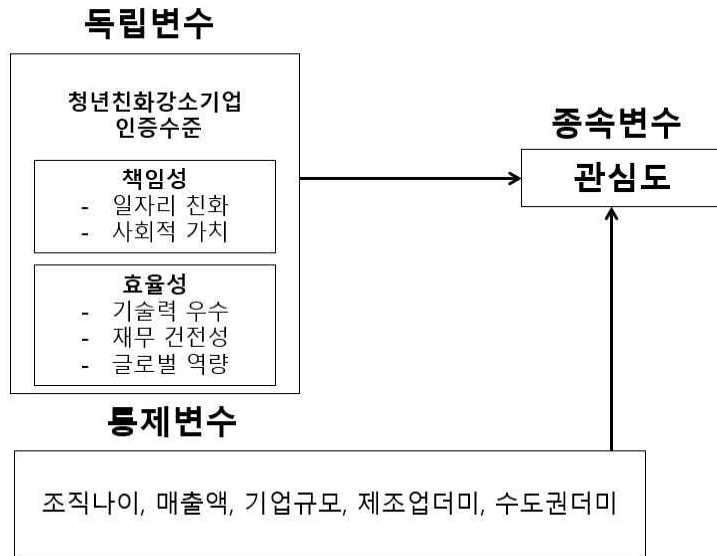 독립변수
청년친화강소기업
인증수준
책임성
- 일자리 친화
- 사회적 가치
효율성
- 기술력 우수
- 재무 건전성
- 글로벌 역량
종속변수
관심도
통제변수
조직나이, 매출액, 기업규모, 제조업더미, 수도권더미